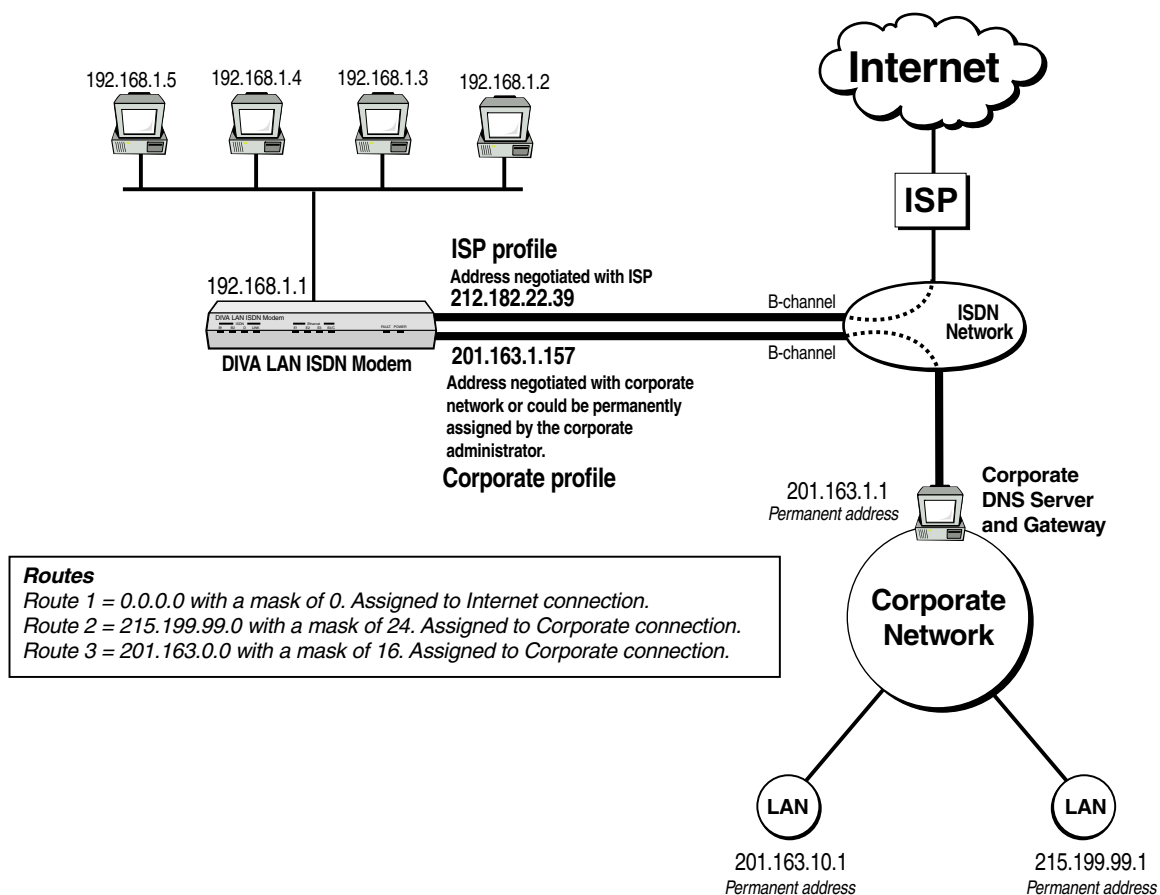 192.168.1.5
192.168.1.4
192.168.1.3
192.168.1.2
Internet
ISP
192.168.1.1
ISP profile
Address negotiated with ISP
212.182.22.39
B-channel
ISDN
Network
DIVA LAN ISDN Modem
ISDN
Ethernet
FAULT POWER
DIVA LAN ISDN Modem
201.163.1.157
B-channel
Address negotiated with corporate
network or could be permanently
assigned by the corporate
administrator.
Corporate profile
201.163.1.1
Permanent address
Corporate
DNS Server
and Gateway
Routes
Route 1 = 0.0.0.0 with a mask of 0. Assigned to Internet connection.
Route 2 = 215.199.99.0 with a mask of 24. Assigned to Corporate connection.
Route 3 = 201.163.0.0 with a mask of 16. Assigned to Corporate connection.
Corporate
Network
LAN
LAN
201.163.10.1
Permanent address
215.199.99.1
Permanent address